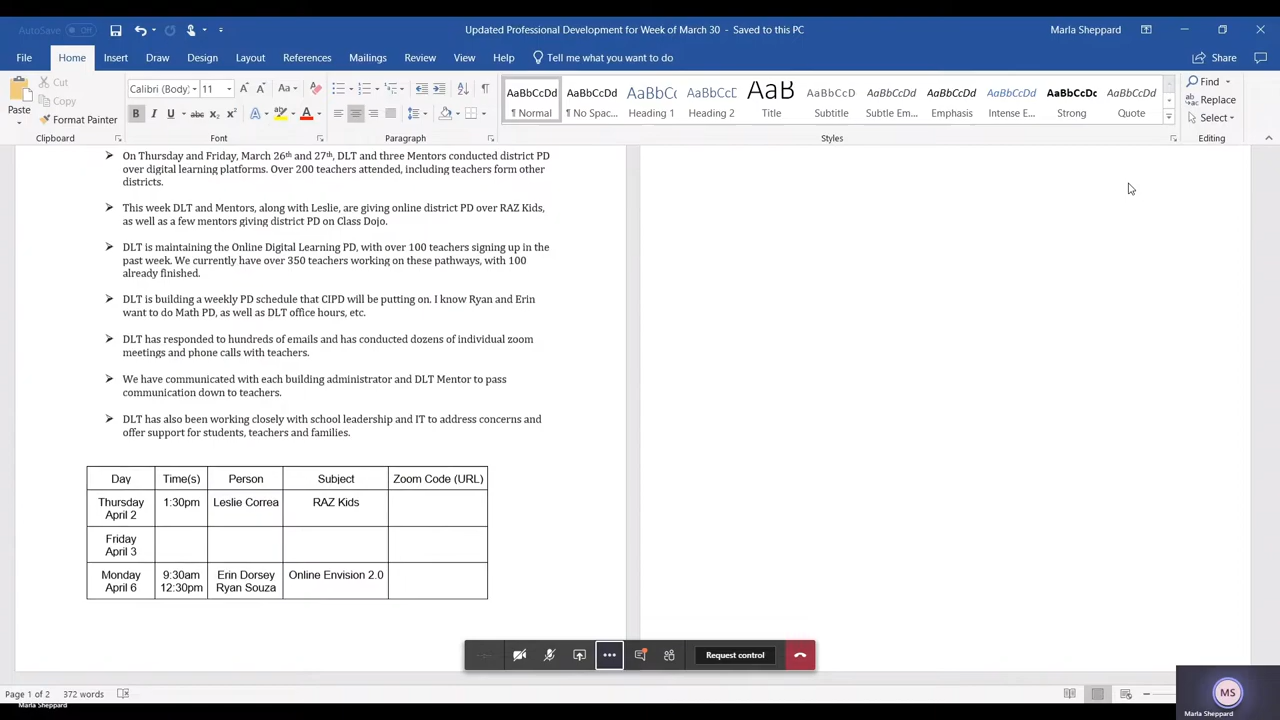 AutoSave Off
Updated Professional Development for Week of March 30 - Saved to this PC
Marla Sheppard
File Home Insert Draw Design Layout References Mailings Review View Help Tell me what you want to do
Share
Paste
Cut
Copy
Format Painter
Clipboard
Calibri (Body) 11
Font
Paragraph
AaBbCcDd AaBbCcDd AaBbCc AaBbCcD AaB AaBbCcD AaBbCcDd AaBbCcDd AaBbCcDd AaBbCcDc AaBbCcDd
¶ Normal ¶ No Spac... Heading 1 Heading 2 Title Subtitle Subtle Em... Emphasis Intense E... Strong Quote
Styles
Find
Replace
Select
Editing
On Thursday and Friday, March 26th and 27th, DLT and three Mentors conducted district PD
over digital learning platforms. Over 200 teachers attended, including teachers form other
districts.
This week DLT and Mentors, along with Leslie, are giving online district PD over RAZ Kids,
as well as a few mentors giving district PD on Class Dojo.
DLT is maintaining the Online Digital Learning PD, with over 100 teachers signing up in the
past week. We currently have over 350 teachers working on these pathways, with 100
already finished.
DLT is building a weekly PD schedule that CIPD will be putting on. I know Ryan and Erin
want to do Math PD, as well as DLT office hours, etc.
DLT has responded to hundreds of emails and has conducted dozens of individual zoom
meetings and phone calls with teachers.
We have communicated with each building administrator and DLT Mentor to pass
communication down to teachers.
DLT has also been working closely with school leadership and IT to address concerns and
offer support for students, teachers and families.
Day Time(s) Person Subject Zoom Code (URL)
Thursday 1:30pm Leslie Correa RAZ Kids
April 2
Friday
April 3
Monday 9:30am Erin Dorsey Online Envision 2.0
April 6 12:30pm Ryan Souza
Request control
Page 1 of 2 372 words
Marla Sheppard
MS
Marla Sheppard